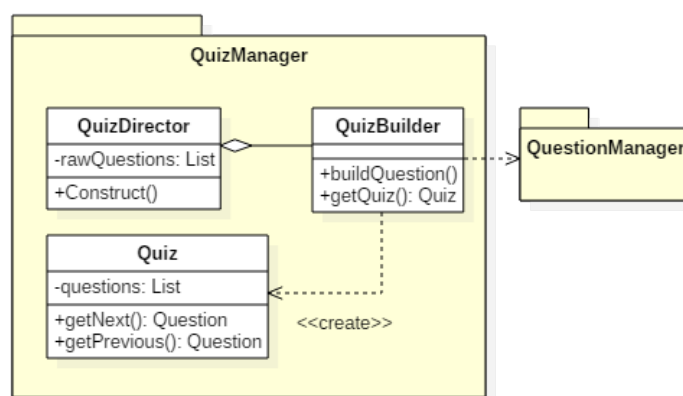 QuizManager
QuizDirector
-rawQuestions: List
+Construct()
QuizBuilder
+buildQuestion()
+getQuiz(): Quiz
QuestionManager
Quiz
-questions: List
+getNext(): Question
+getPrevious(): Question
<<create>>